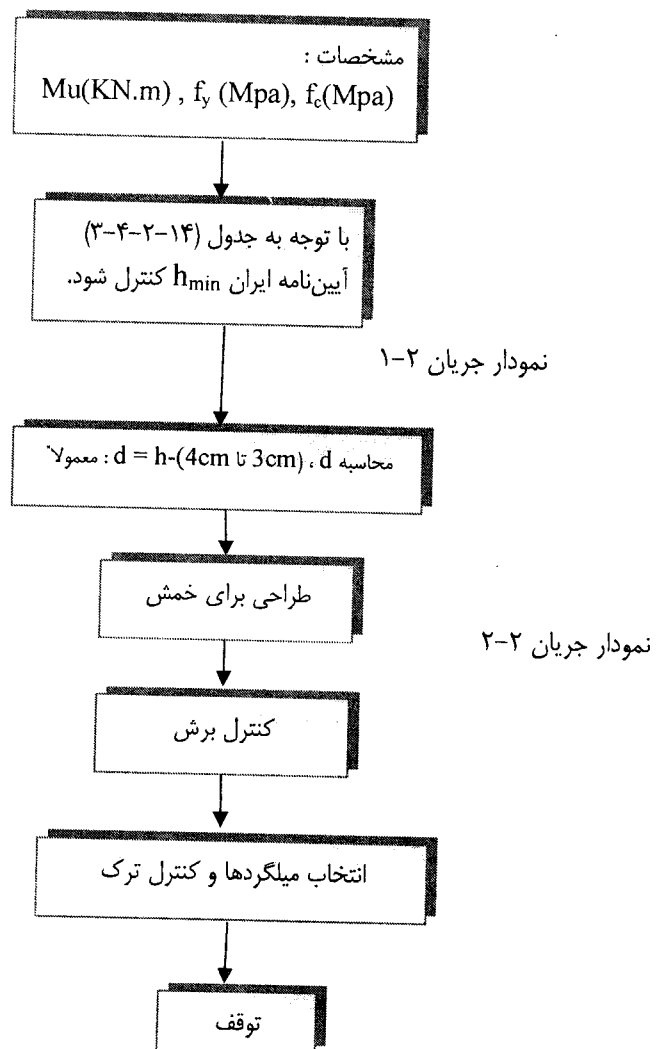 مشخصات :
Mu(KN.m) , fy (Mpa), fc(Mpa)
با توجه به جدول (۱۴-۲-۴-۳)
آیین‌نامه ایران hmin کنترل شود.
نمودار جریان ۲-۱
محاسبه d ، d = h-(4cm تا 3cm) : معمولاً
طراحی برای خمش
نمودار جریان ۲-۲
کنترل برش
انتخاب میلگردها و کنترل ترک
توقف